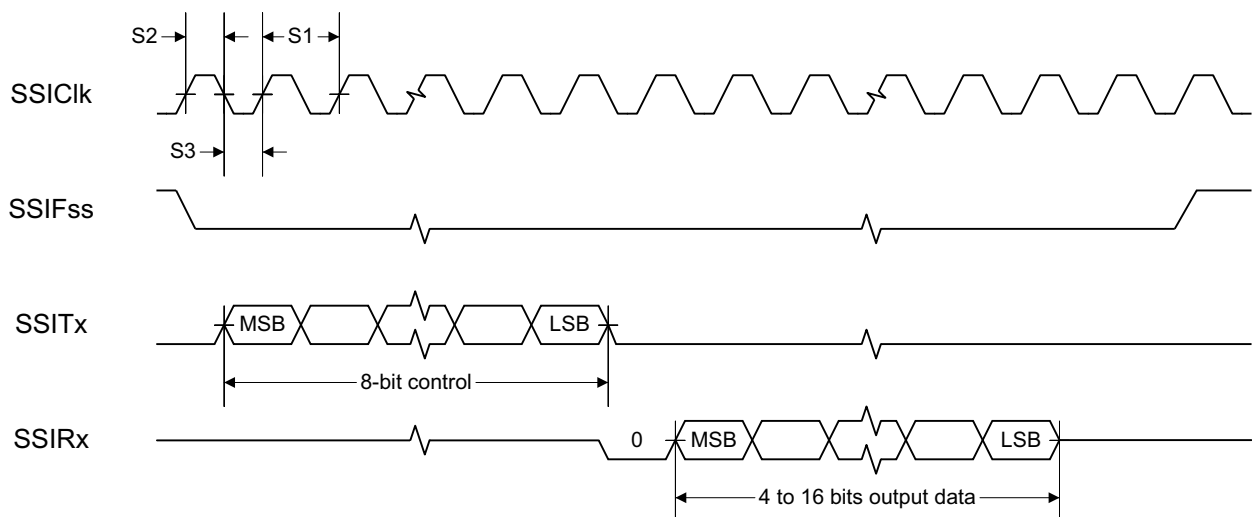 S2
S1
SSIClk
S3
SSIFss
SSITx
MSB
LSB
8-bit control
SSIRx
0
MSB
LSB
4 to 16 bits output data